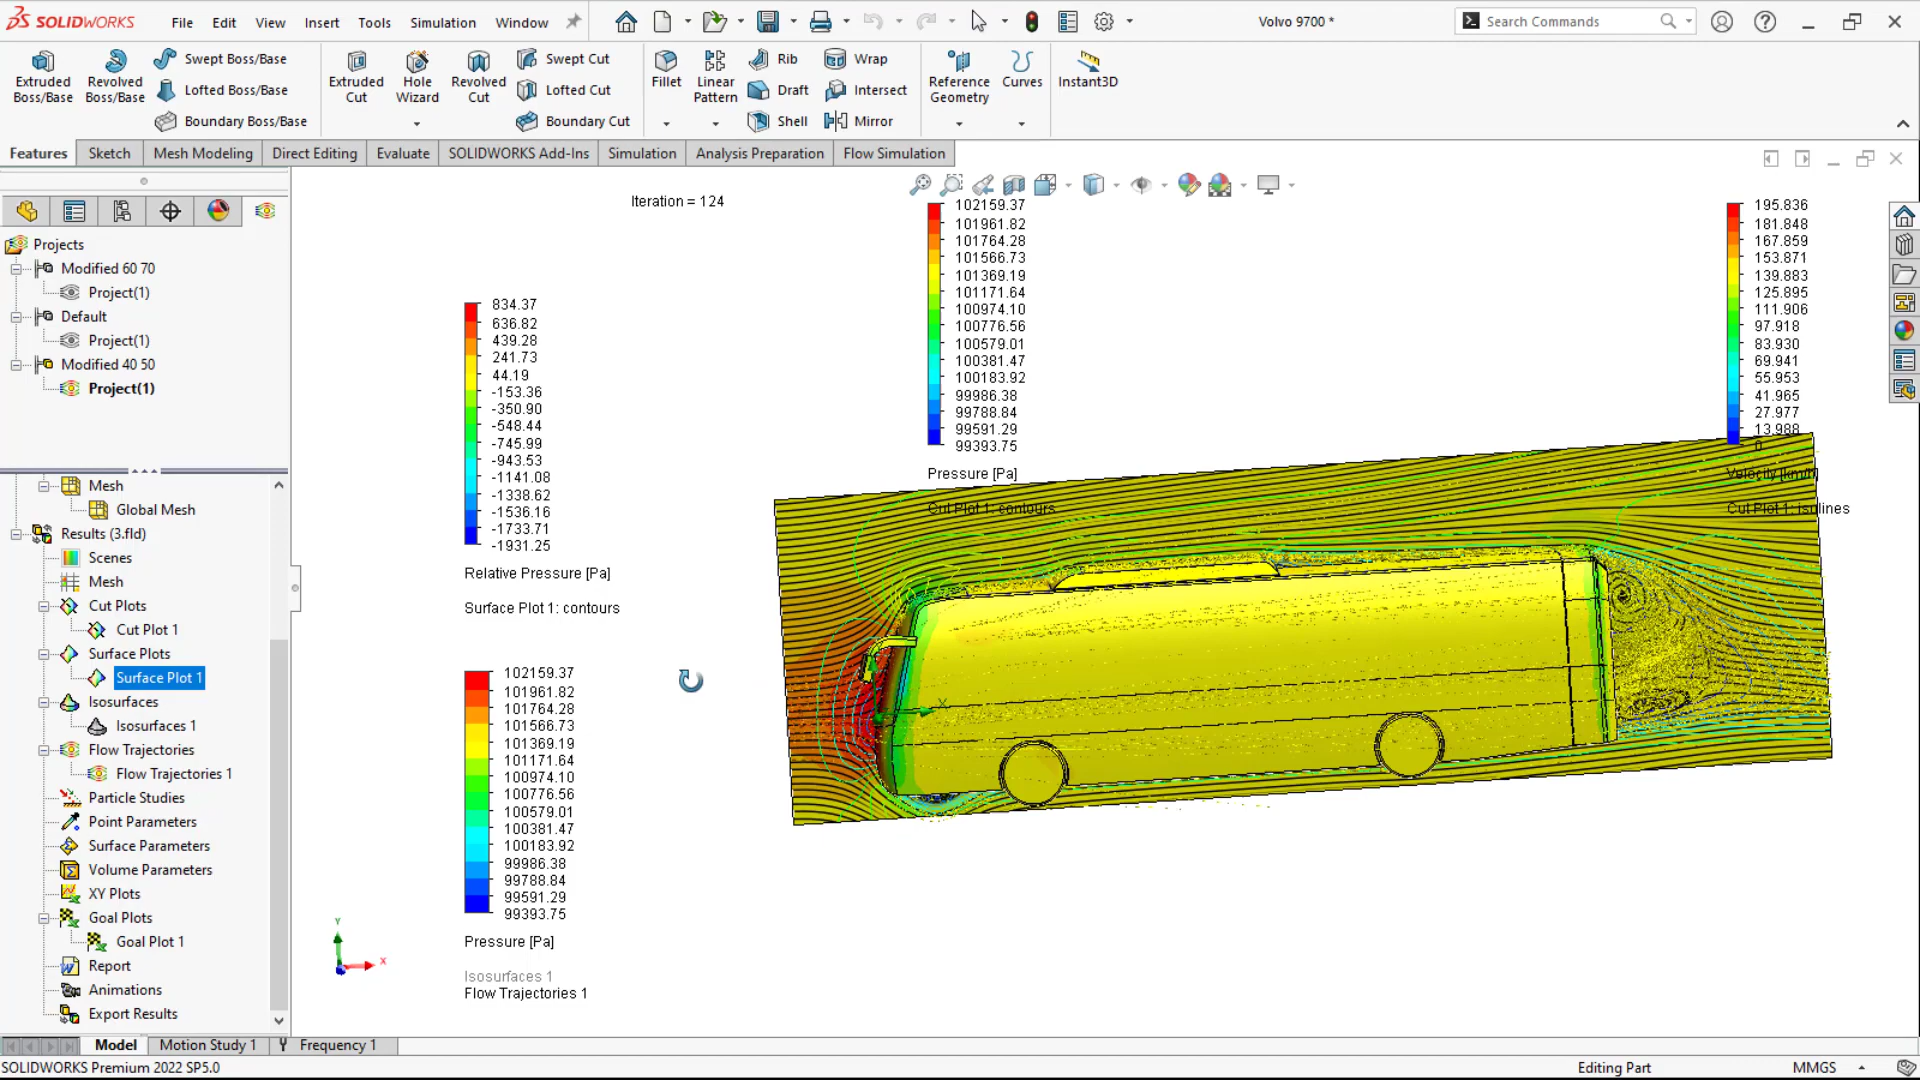 SOLIDWORKS File Edit View Insert Tools Simulation Window Volvo 9700 * Search Commands
Extruded Boss/Base
Revolved Boss/Base
Swept Boss/Base
Lofted Boss/Base
Boundary Boss/Base
Extruded Cut
Hole Wizard
Revolved Cut
Swept Cut
Lofted Cut
Boundary Cut
Fillet
Linear Pattern
Rib
Draft
Shell
Wrap
Intersect
Mirror
Reference Geometry
Curves
Instant3D
Features Sketch Mesh Modeling Direct Editing Evaluate SOLIDWORKS Add-Ins Simulation Analysis Preparation Flow Simulation
Projects
Modified 60 70
Project(1)
Default
Project(1)
Modified 40 50
Project(1)
Mesh
Global Mesh
Results (3.fld)
Scenes
Mesh
Cut Plots
Cut Plot 1
Surface Plots
Surface Plot 1
Isosurfaces
Isosurfaces 1
Flow Trajectories
Flow Trajectories 1
Particle Studies
Point Parameters
Surface Parameters
Volume Parameters
XY Plots
Goal Plots
Goal Plot 1
Report
Animations
Export Results
Iteration = 124
834.37
636.82
439.28
241.73
44.19
-153.36
-350.90
-548.44
-745.99
-943.53
-1141.08
-1338.62
-1536.16
-1733.71
-1931.25
Relative Pressure [Pa]
Surface Plot 1: contours
102159.37
101961.82
101764.28
101566.73
101369.19
101171.64
100974.10
100776.56
100579.01
100381.47
100183.92
99986.38
99788.84
99591.29
99393.75
Pressure [Pa]
Isosurfaces 1
Flow Trajectories 1
102159.37
101961.82
101764.28
101566.73
101369.19
101171.64
100974.10
100776.56
100579.01
100381.47
100183.92
99986.38
99788.84
99591.29
99393.75
Pressure [Pa]
Cut Plot 1: contours
195.836
181.848
167.859
153.871
139.883
125.895
111.906
97.918
83.930
69.941
55.953
41.965
27.977
13.988
0
Velocity [km/h]
Cut Plot 1: isolines
X
Y
X
Model Motion Study 1 Frequency 1
SOLIDWORKS Premium 2022 SP5.0 Editing Part MMGS